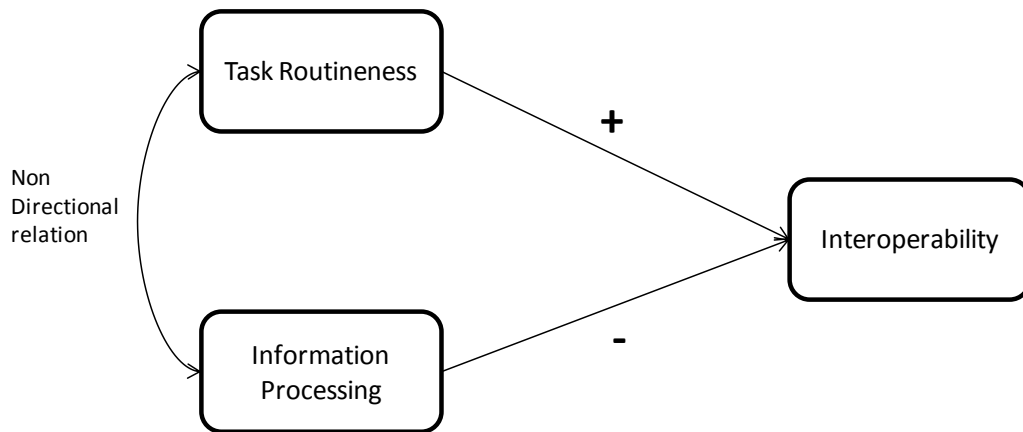 Task Routineness
+
Non
Directional
relation
Interoperability
Information
Processing
-